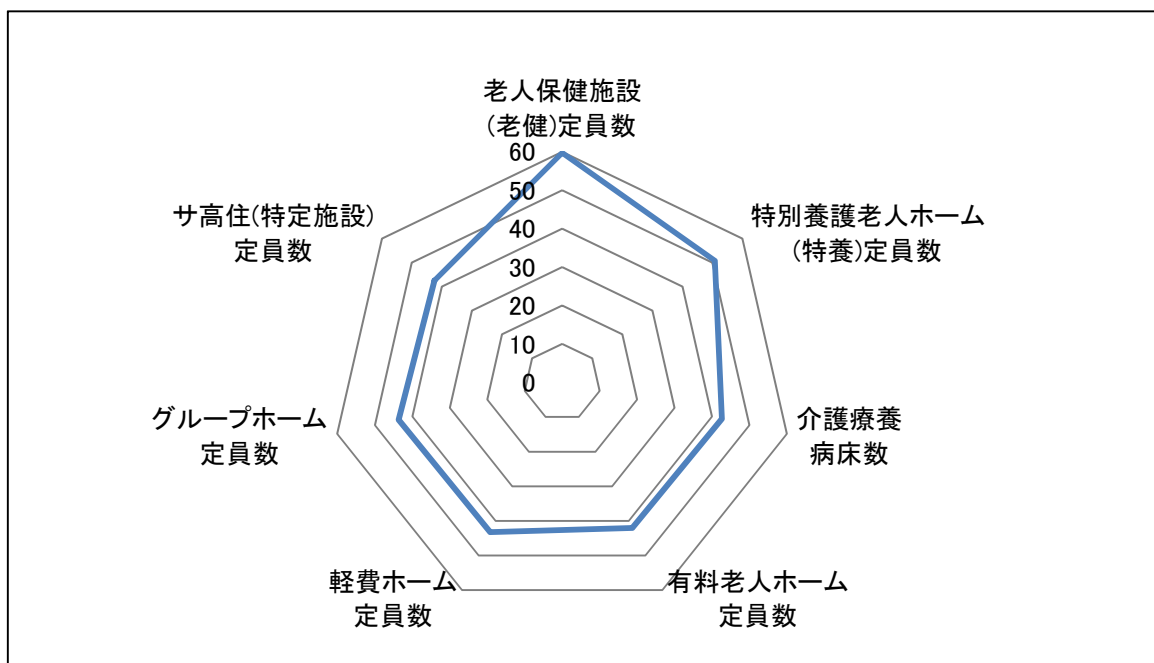 老人保健施設
(老健)定員数
60
50
40
30
20
10
0
特別養護老人ホーム
(特養)定員数
介護療養
病床数
有料老人ホーム
定員数
軽費ホーム
定員数
グループホーム
定員数
サ高住(特定施設)
定員数